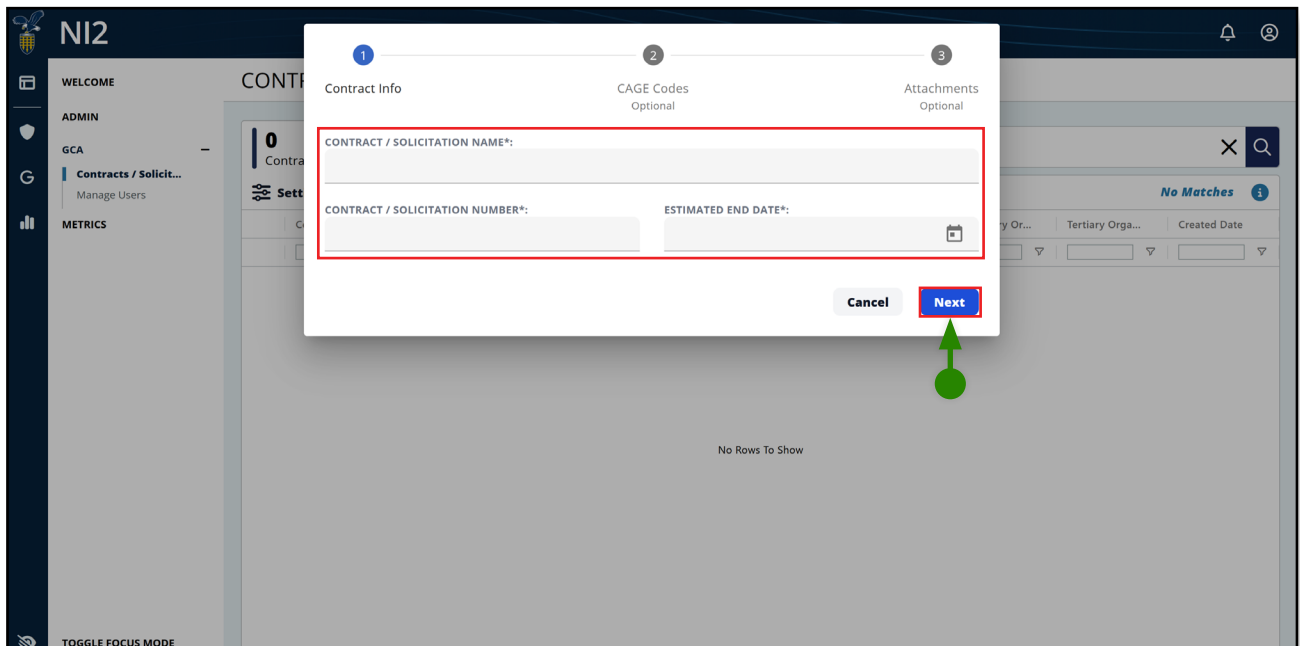 NI2
WELCOME
ADMIN
GCA
Contracts / Solicit...
Manage Users
METRICS
TOGGLE FOCUS MODE
CONTR
0
Contra
Sett
1
2
3
Contract Info
CAGE Codes
Optional
Attachments
Optional
CONTRACT / SOLICITATION NAME*:
CONTRACT / SOLICITATION NUMBER*:
ESTIMATED END DATE*:
Cancel
Next
No Matches
i
Tertiary Orga...
Created Date
No Rows To Show
G